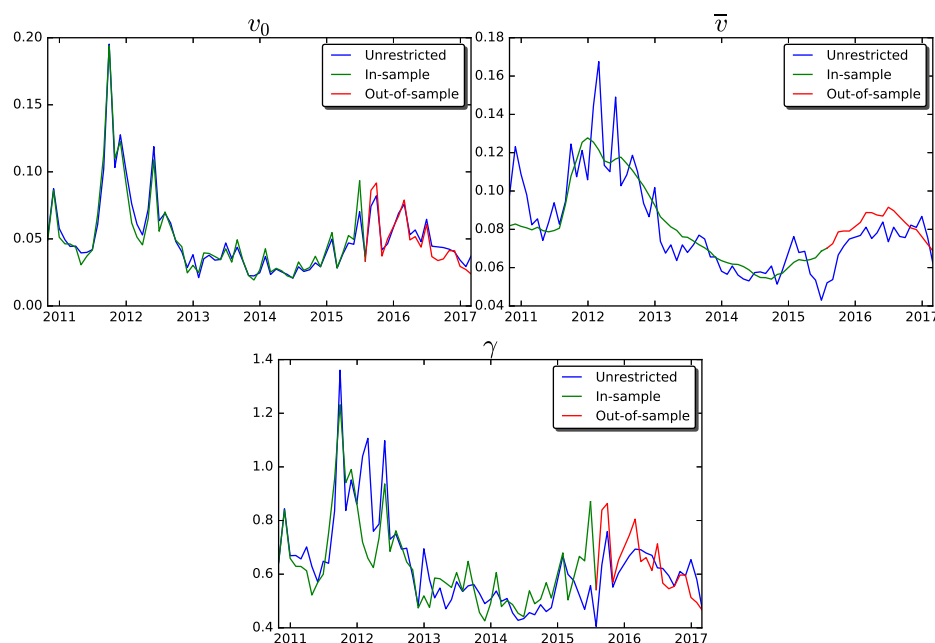 v₀
0.20
0.15
0.10
0.05
0.00
2011 2012 2013 2014 2015 2016 2017
Unrestricted
In-sample
Out-of-sample
v̅
0.18
0.16
0.14
0.12
0.10
0.08
0.06
0.04
2011 2012 2013 2014 2015 2016 2017
Unrestricted
In-sample
Out-of-sample
γ
1.4
1.2
1.0
0.8
0.6
0.4
2011 2012 2013 2014 2015 2016 2017
Unrestricted
In-sample
Out-of-sample